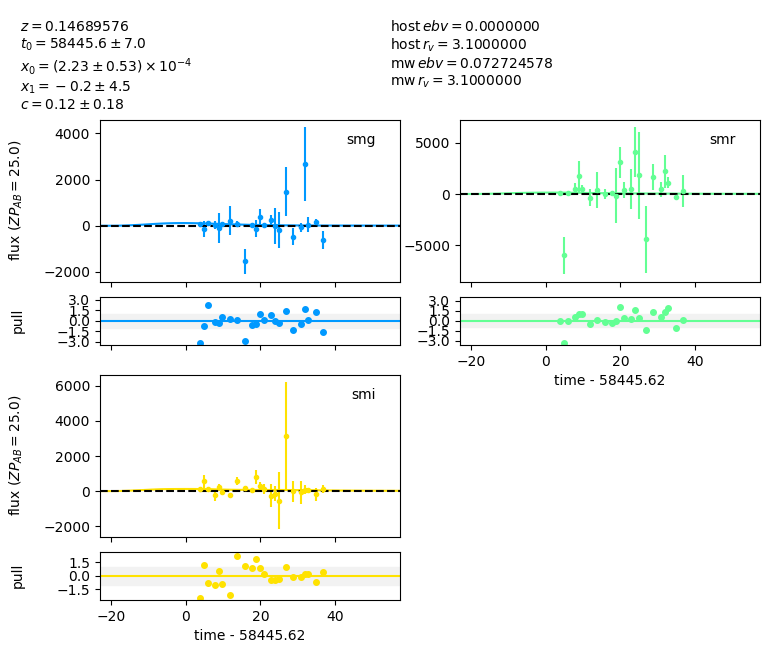 z = 0.14689576
t₀ = 58445.6 ± 7.0
x₀ = (2.23 ± 0.53) × 10⁻⁴
x₁ = −0.2 ± 4.5
c = 0.12 ± 0.18
host ebv = 0.0000000
host r_v = 3.1000000
mw ebv = 0.072724578
mw r_v = 3.1000000
flux (ZP_AB = 25.0)
4000
2000
0
−2000
smg
pull
3.0
1.5
0.0
−1.5
−3.0
5000
0
−5000
smr
3.0
1.5
0.0
−1.5
−3.0
−20 0 20 40
time - 58445.62
flux (ZP_AB = 25.0)
6000
4000
2000
0
−2000
smi
pull
1.5
0.0
−1.5
−20 0 20 40
time - 58445.62